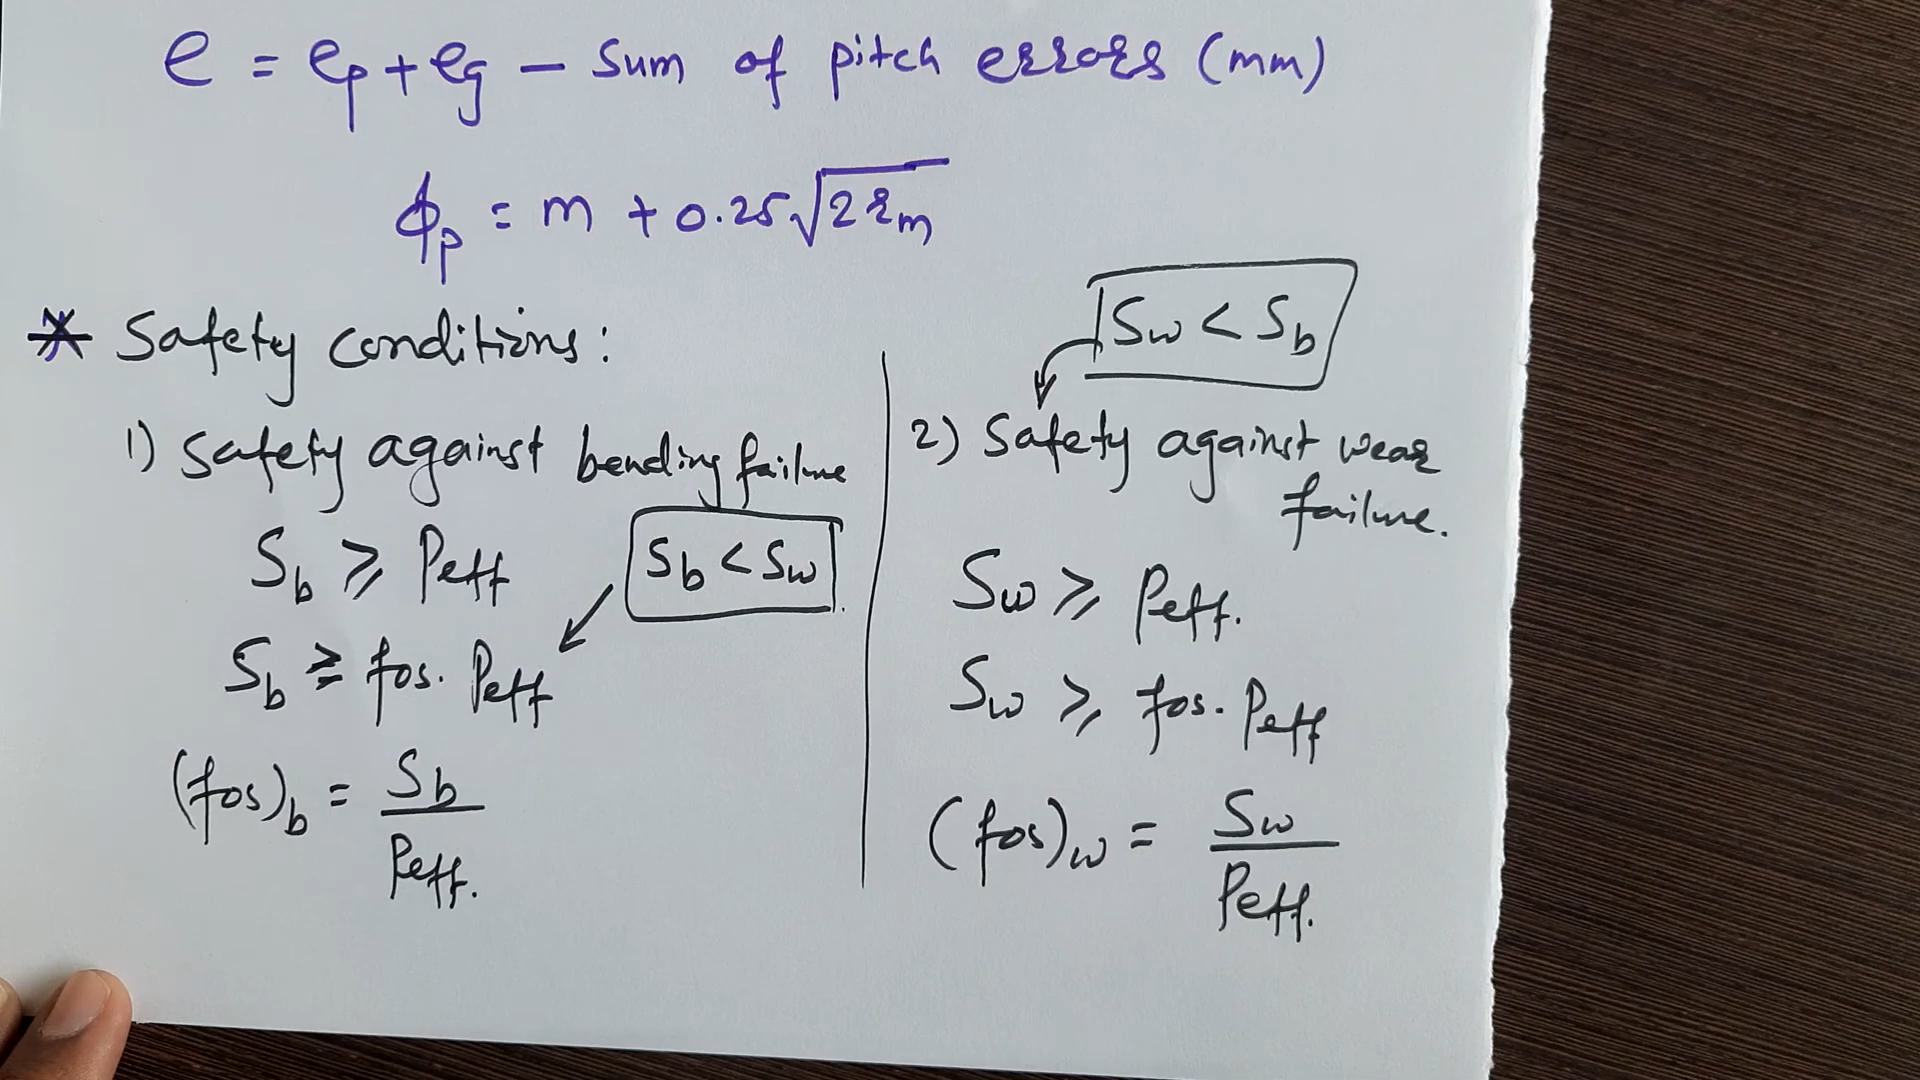 e = ep + eg – Sum of pitch errors (mm)
ϕp = m + 0.25√2rm
* Safety conditions:
1) Safety against bending failure
Sb ⩾ Peff
Sb < Sw
Sb ≥ fos. Peff
(fos)b = Sb / Peff.
Sw < Sb
2) Safety against wear
failure.
Sw ⩾ Peff.
Sw ⩾ fos. Peff
(fos)w = Sw / Peff.